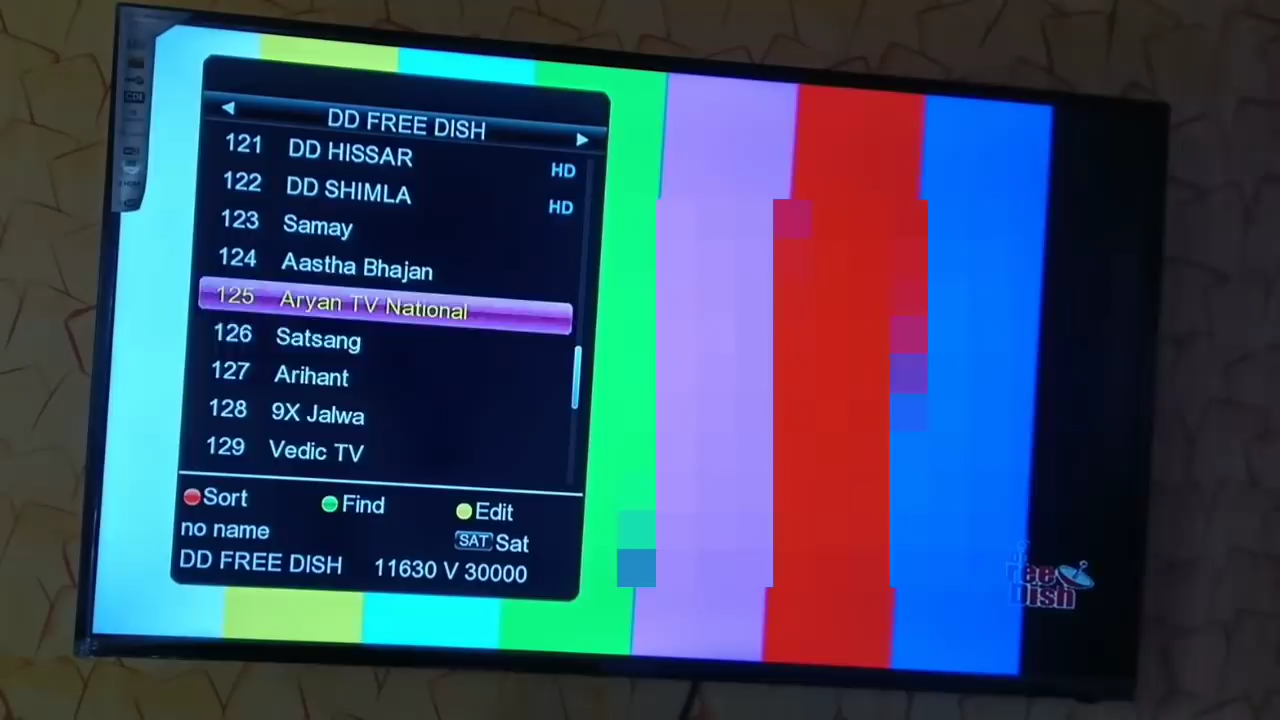 DD FREE DISH
121 DD HISSAR HD
122 DD SHIMLA HD
123 Samay
124 Aastha Bhajan
125 Aryan TV National
126 Satsang
127 Arihant
128 9X Jalwa
129 Vedic TV
Sort Find Edit
no name SAT Sat
DD FREE DISH 11630 V 30000
Free
Dish